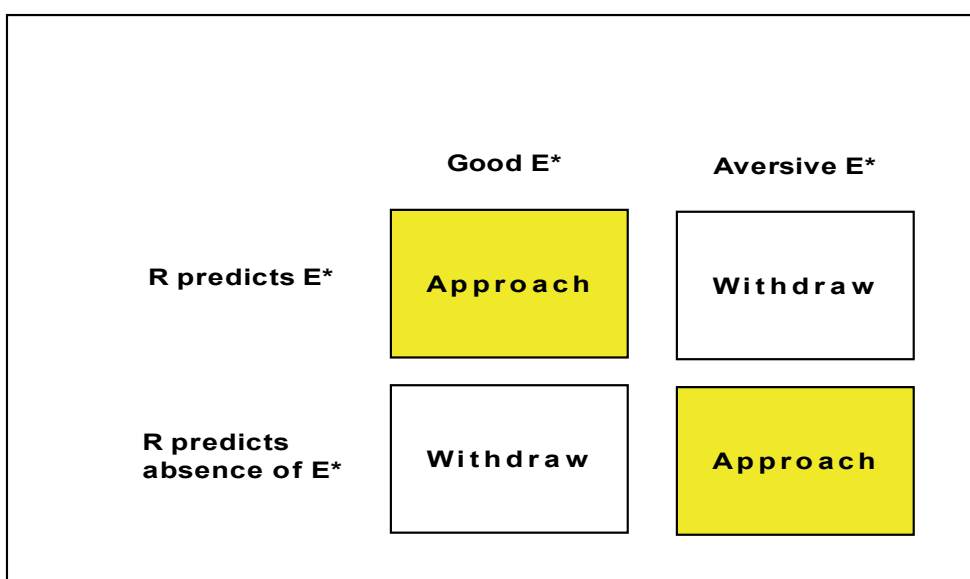 Good E*
Aversive E*
R predicts E*
Approach
Withdraw
R predicts
absence of E*
Withdraw
Approach